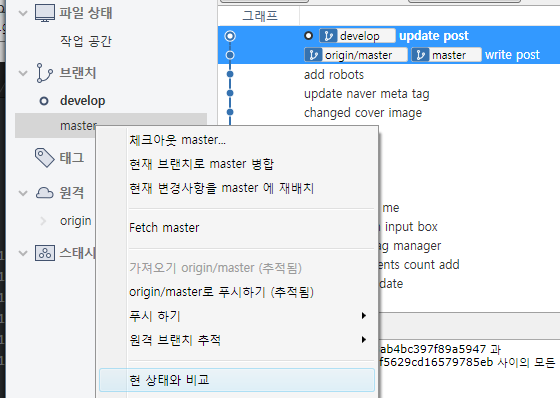 파일 상태
작업 공간
브랜치
develop
master
태그
원격
origin
스태시
그래프
develop update post
origin/master master write post
add robots
update naver meta tag
changed cover image
me
input box
ag manager
ents count add
date
체크아웃 master...
현재 브랜치로 master 병합
현재 변경사항을 master 에 재배치
Fetch master
가져오기 origin/master (추적됨)
origin/master로 푸시하기 (추적됨)
푸시 하기
원격 브랜치 추적
현 상태와 비교
ab4bc397f89a5947 과
f5629cd16579785eb 사이의 모든